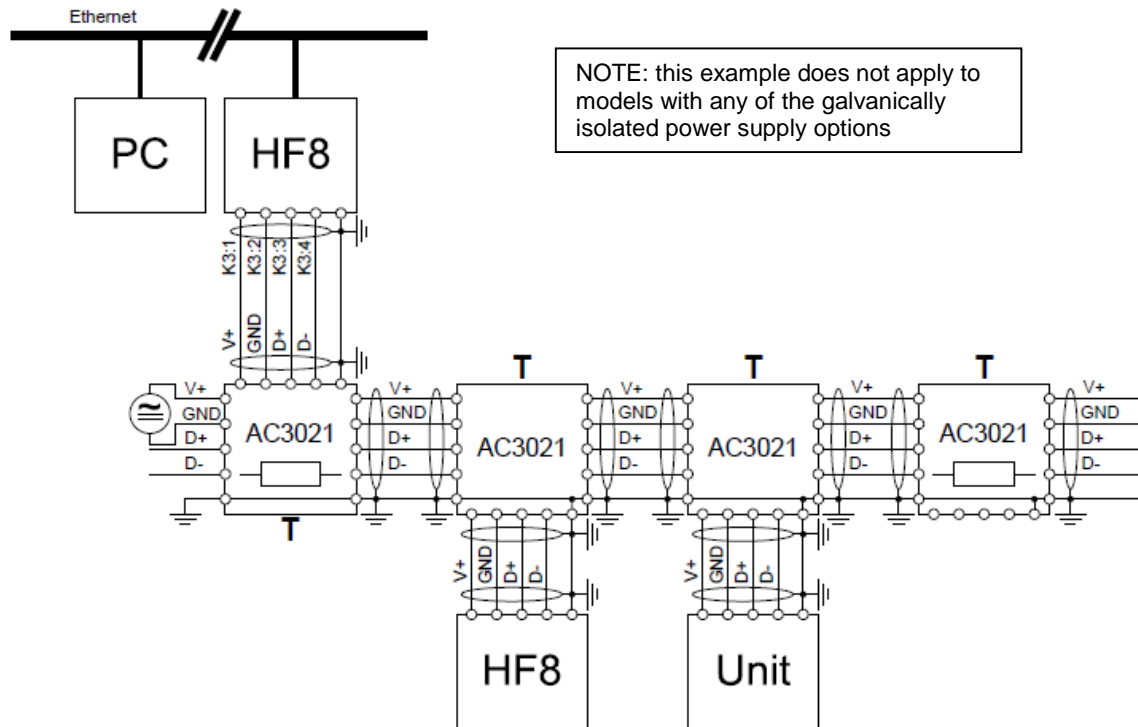 Ethernet
NOTE: this example does not apply to
models with any of the galvanically
isolated power supply options
PC
HF8
K3:1
K3:2
K3:3
K3:4
V+
GND
D+
D-
T
T
T
V+
GND
D+
D-
AC3021
V+
GND
D+
D-
AC3021
V+
GND
D+
D-
AC3021
V+
GND
D+
D-
AC3021
V+
GND
D+
D-
T
V+
GND
D+
D-
V+
GND
D+
D-
HF8
Unit